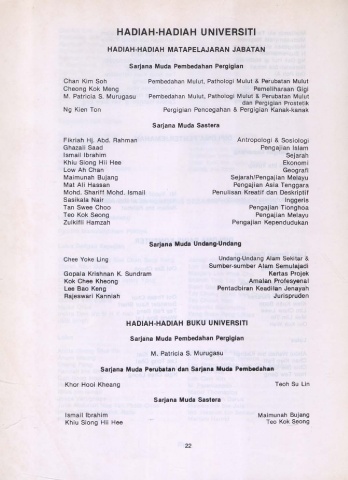 HADIAH-HADIAH UNIVERSITI
HADIAH-HADIAH MATAPELAJARAN JABATAN
Sarjana Muda Pembedahan Pergigian
Chan Kim Soh Pembedahan Mulut, Pathologi Mulut & Perubatan Mulut
Cheong Kok Meng Pemeliharaan Gigi
M. Patricia S. Murugasu Pembedahan Mulut, Pathologi Mulut & Perubatan Mulut
dan Pergigian Prostetik
Ng Kien Ton Pergigian Pencegahan & Pergigian Kanak-kanak
Sarjana Muda Sastera
Fikriah Hj. Abd. Rahman Antropologi & Sosiologi
Ghazali Saad Pengajian Islam
Ismail Ibrahim Sejarah
Khiu Siong Hii Hee Ekonomi
Low Ah Chan Geografi
Maimunah Bujang Sejarah/Pengajian Melayu
Mat Ali Hassan Pengajian Asia Tenggara
Mohd. Shariff Mohd. Ismail Penulisan Kreatif dan Deskriptif
Sasikala Nair Inggeris
Tan Swee Choo Pengajian Tionghoa
Teo Kok Seong Pengajian Melayu
Zulkifli Hamzah Pengajian Kependudukan
Sarjana Muda Undang-Undang
Chee Yoke Ling Undang-Undang Alam Sekitar &
Sumber-sumber Alam Semulajadi
Gopala Krishnan K. Sundram Kertas Projek
Kok Chee Kheong Amalan Profesyenal
Lee Bao Keng Pentadbiran Keadilan Jenayah
Rajeswari Kanniah Jurispruden
HADIAH-HADIAH BUKU UNIVERSITI
Sarjana Muda Pembedahan Pergigian
M. Patricia S. Murugasu
Sarjana Muda Perubatan dan Sarjana Muda Pembedahan
Khor Hooi Kheang Teoh Su Lin
Sarjana Muda Sastera
Ismail Ibrahim Maimunah Bujang
Khiu Siong Hii Hee Teo Kok Seong
22